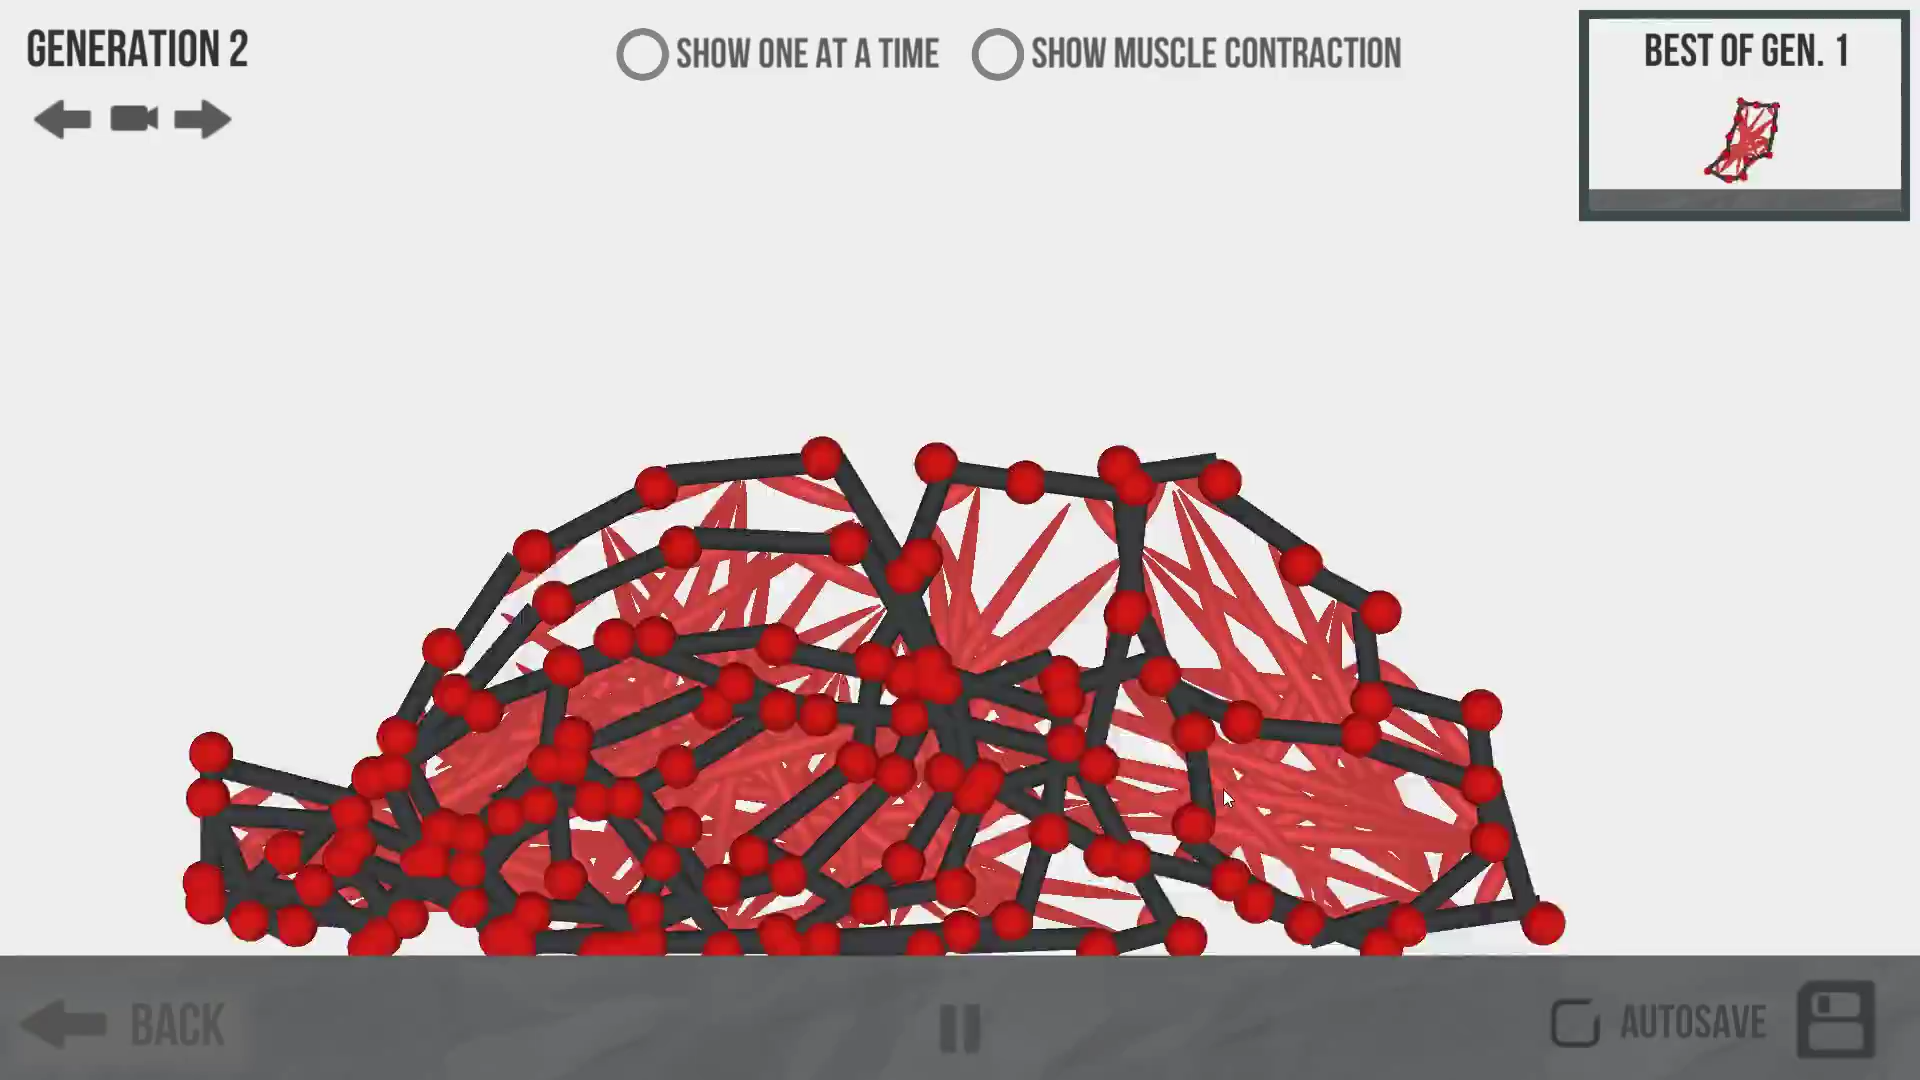 GENERATION 2
SHOW ONE AT A TIME
SHOW MUSCLE CONTRACTION
BEST OF GEN. 1
BACK
AUTOSAVE